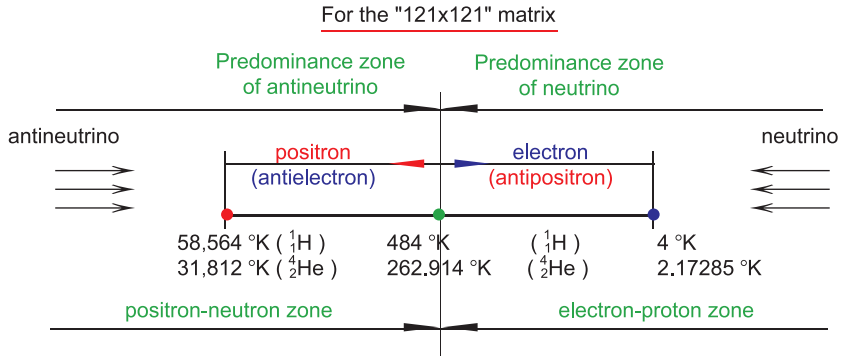 For the "121x121" matrix
Predominance zone of antineutrino
Predominance zone of neutrino
antineutrino
neutrino
positron
(antielectron)
electron
(antipositron)
58,564 °K ( ¹₁H ) 484 °K ( ¹₁H ) 4 °K
31,812 °K ( ⁴₂He ) 262.914 °K ( ⁴₂He ) 2.17285 °K
positron-neutron zone
electron-proton zone